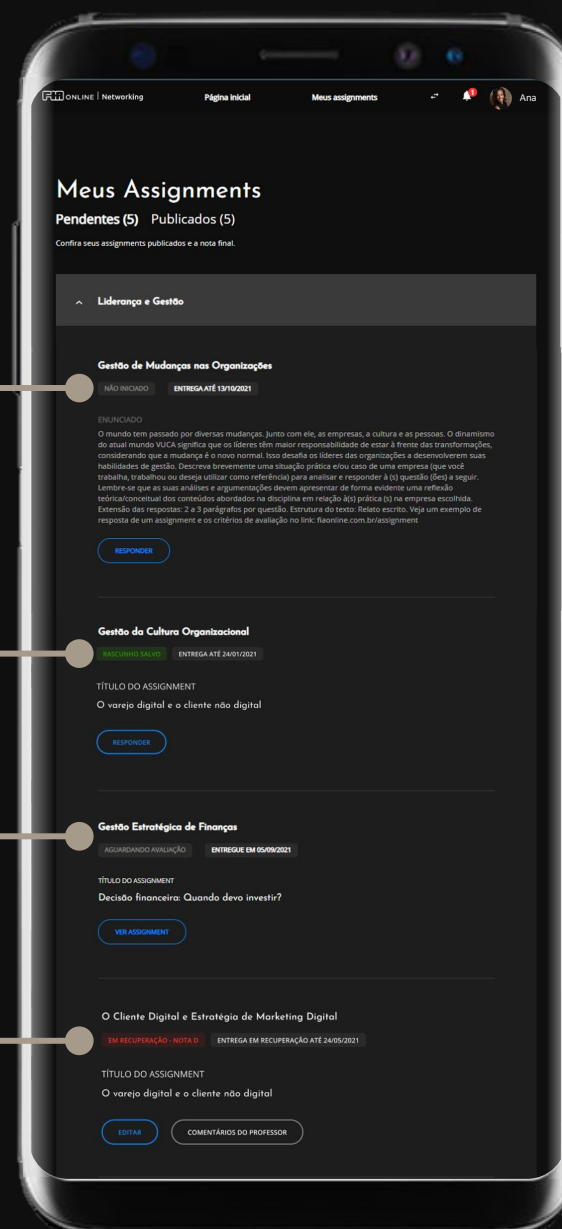 FIA ONLINE | Networking
Página inicial
Meus assignments
1
Ana
Meus Assignments
Pendentes (5) Publicados (5)
Confira seus assignments publicados e a nota final.
Liderança e Gestão
Gestão de Mudanças nas Organizações
NÃO INICIADO ENTREGA ATÉ 13/10/2021
ENUNCIADO
O mundo tem passado por diversas mudanças. Junto com ele, as empresas, a cultura e as pessoas. O dinamismo
do atual mundo VUCA significa que os líderes têm maior responsabilidade de estar à frente das transformações,
considerando que a mudança é o novo normal. Isso desafia os líderes das organizações a desenvolverem suas
habilidades de gestão. Descreva brevemente uma situação prática e/ou caso de uma empresa (que você
trabalha, trabalhou ou deseja utilizar como referência) para analisar e responder à (s) questão (ões) a seguir.
Lembre-se que as suas análises e argumentações devem apresentar de forma evidente uma reflexão
teórica/conceitual dos conteúdos abordados na disciplina em relação à(s) prática (s) na empresa escolhida.
Extensão das respostas: 2 a 3 parágrafos por questão. Estrutura do texto: Relato escrito. Veja um exemplo de
resposta de um assignment e os critérios de avaliação no link: fiaonline.com.br/assignment
RESPONDER
Gestão da Cultura Organizacional
RASCUNHO SALVO ENTREGA ATÉ 24/01/2021
TÍTULO DO ASSIGNMENT
O varejo digital e o cliente não digital
RESPONDER
Gestão Estratégica de Finanças
AGUARDANDO AVALIAÇÃO ENTREGUE EM 05/09/2021
TÍTULO DO ASSIGNMENT
Decisão financeira: Quando devo investir?
VER ASSIGNMENT
O Cliente Digital e Estratégia de Marketing Digital
EM RECUPERAÇÃO - NOTA D ENTREGA EM RECUPERAÇÃO ATÉ 24/05/2021
TÍTULO DO ASSIGNMENT
O varejo digital e o cliente não digital
EDITAR COMENTÁRIOS DO PROFESSOR